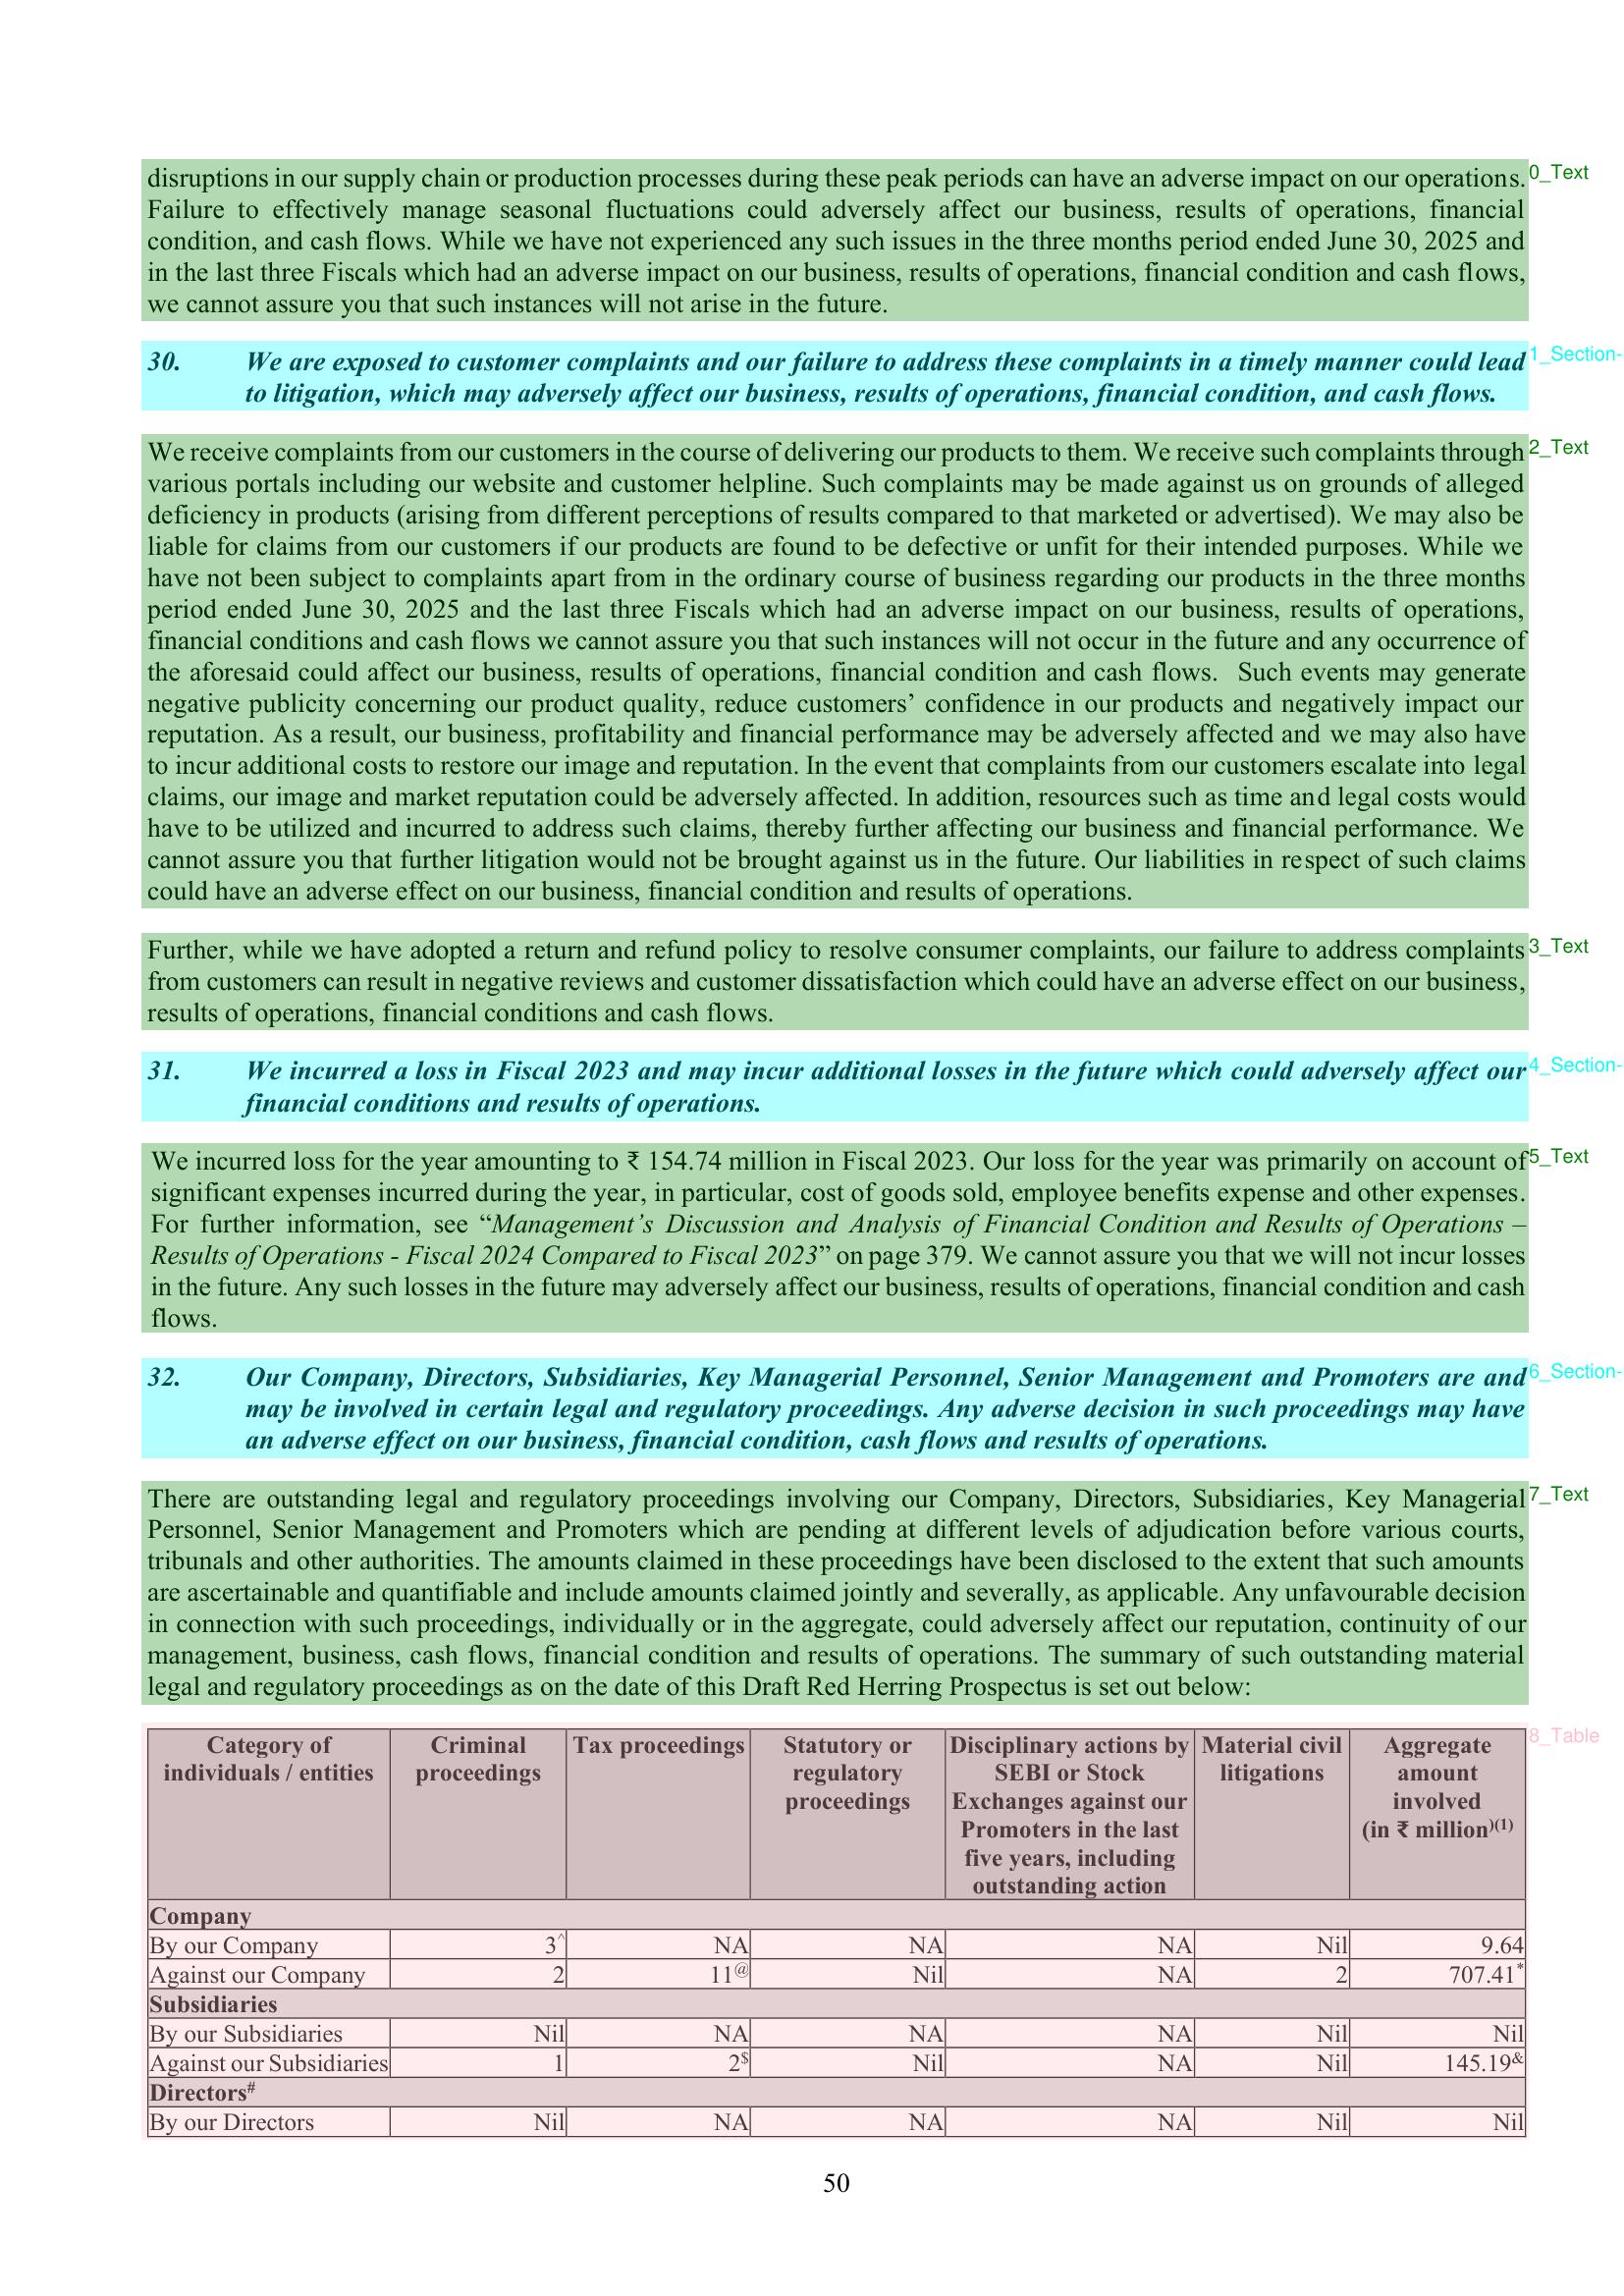 disruptions in our supply chain or production processes during these peak periods can have an adverse impact on our operations.
0_Text
Failure to effectively manage seasonal fluctuations could adversely affect our business, results of operations, financial
condition, and cash flows. While we have not experienced any such issues in the three months period ended June 30, 2025 and
in the last three Fiscals which had an adverse impact on our business, results of operations, financial condition and cash flows,
we cannot assure you that such instances will not arise in the future.
30. We are exposed to customer complaints and our failure to address these complaints in a timely manner could lead
1_Section-
to litigation, which may adversely affect our business, results of operations, financial condition, and cash flows.
We receive complaints from our customers in the course of delivering our products to them. We receive such complaints through
2_Text
various portals including our website and customer helpline. Such complaints may be made against us on grounds of alleged
deficiency in products (arising from different perceptions of results compared to that marketed or advertised). We may also be
liable for claims from our customers if our products are found to be defective or unfit for their intended purposes. While we
have not been subject to complaints apart from in the ordinary course of business regarding our products in the three months
period ended June 30, 2025 and the last three Fiscals which had an adverse impact on our business, results of operations,
financial conditions and cash flows we cannot assure you that such instances will not occur in the future and any occurrence of
the aforesaid could affect our business, results of operations, financial condition and cash flows. Such events may generate
negative publicity concerning our product quality, reduce customers’ confidence in our products and negatively impact our
reputation. As a result, our business, profitability and financial performance may be adversely affected and we may also have
to incur additional costs to restore our image and reputation. In the event that complaints from our customers escalate into legal
claims, our image and market reputation could be adversely affected. In addition, resources such as time and legal costs would
have to be utilized and incurred to address such claims, thereby further affecting our business and financial performance. We
cannot assure you that further litigation would not be brought against us in the future. Our liabilities in respect of such claims
could have an adverse effect on our business, financial condition and results of operations.
Further, while we have adopted a return and refund policy to resolve consumer complaints, our failure to address complaints
3_Text
from customers can result in negative reviews and customer dissatisfaction which could have an adverse effect on our business,
results of operations, financial conditions and cash flows.
31. We incurred a loss in Fiscal 2023 and may incur additional losses in the future which could adversely affect our
4_Section-
financial conditions and results of operations.
We incurred loss for the year amounting to ₹ 154.74 million in Fiscal 2023. Our loss for the year was primarily on account of
5_Text
significant expenses incurred during the year, in particular, cost of goods sold, employee benefits expense and other expenses.
For further information, see “Management’s Discussion and Analysis of Financial Condition and Results of Operations –
Results of Operations - Fiscal 2024 Compared to Fiscal 2023” on page 379. We cannot assure you that we will not incur losses
in the future. Any such losses in the future may adversely affect our business, results of operations, financial condition and cash
flows.
32. Our Company, Directors, Subsidiaries, Key Managerial Personnel, Senior Management and Promoters are and
6_Section-
may be involved in certain legal and regulatory proceedings. Any adverse decision in such proceedings may have
an adverse effect on our business, financial condition, cash flows and results of operations.
There are outstanding legal and regulatory proceedings involving our Company, Directors, Subsidiaries, Key Managerial
7_Text
Personnel, Senior Management and Promoters which are pending at different levels of adjudication before various courts,
tribunals and other authorities. The amounts claimed in these proceedings have been disclosed to the extent that such amounts
are ascertainable and quantifiable and include amounts claimed jointly and severally, as applicable. Any unfavourable decision
in connection with such proceedings, individually or in the aggregate, could adversely affect our reputation, continuity of our
management, business, cash flows, financial condition and results of operations. The summary of such outstanding material
legal and regulatory proceedings as on the date of this Draft Red Herring Prospectus is set out below:
8_Table
Category of Criminal Tax proceedings Statutory or Disciplinary actions by Material civil Aggregate
individuals / entities proceedings regulatory SEBI or Stock litigations amount
proceedings Exchanges against our involved
Promoters in the last (in ₹ million)(1)
five years, including
outstanding action
Company
By our Company 3^ NA NA NA Nil 9.64
Against our Company 2 11@ Nil NA 2 707.41*
Subsidiaries
By our Subsidiaries Nil NA NA NA Nil Nil
Against our Subsidiaries 1 2$ Nil NA Nil 145.19&
Directors#
By our Directors Nil NA NA NA Nil Nil
50